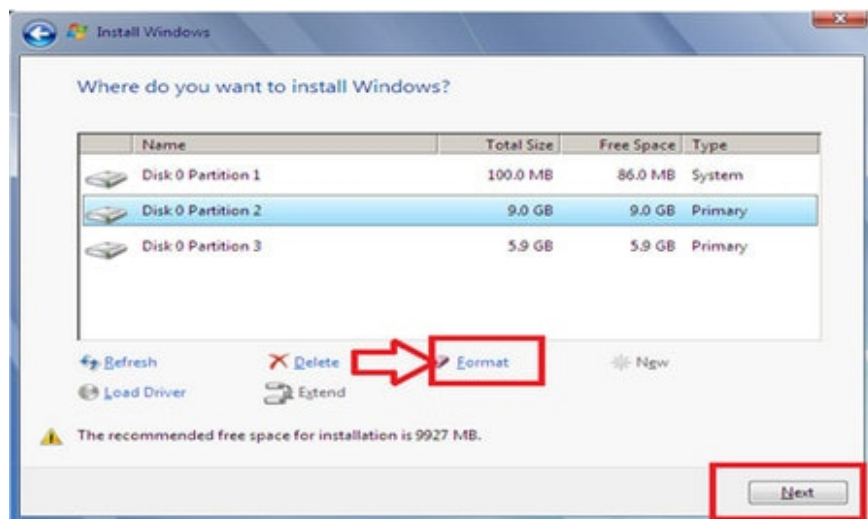 Install Windows
Where do you want to install Windows?
Name Total Size Free Space Type
Disk 0 Partition 1 100.0 MB 86.0 MB System
Disk 0 Partition 2 9.0 GB 9.0 GB Primary
Disk 0 Partition 3 5.9 GB 5.9 GB Primary
Refresh Delete Format New
Load Driver Extend
The recommended free space for installation is 9927 MB.
Next